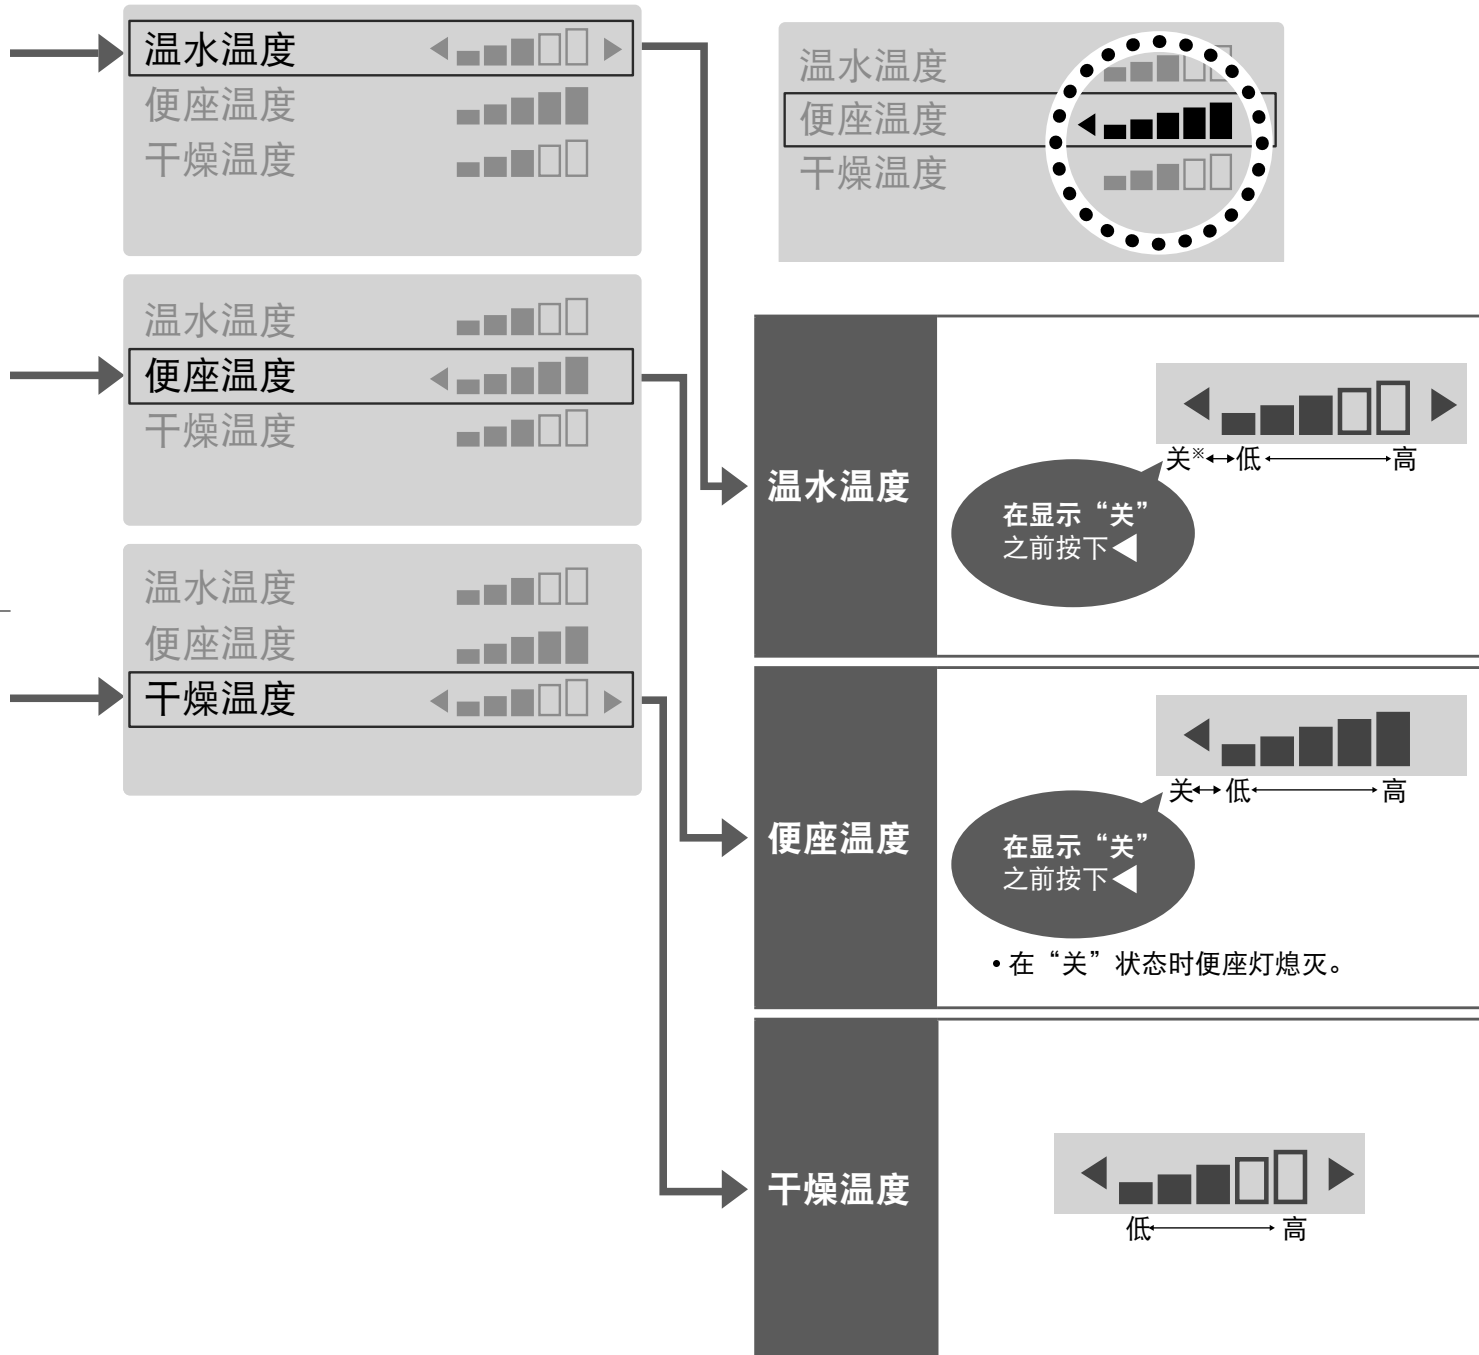 温水温度
便座温度
干燥温度
温水温度
便座温度
干燥温度
温水温度
便座温度
干燥温度
温水温度
便座温度
干燥温度
温水温度
关※ 低 高
在显示“关”
之前按下
便座温度
关 低 高
在显示“关”
之前按下
•在“关”状态时便座灯熄灭。
干燥温度
低 高